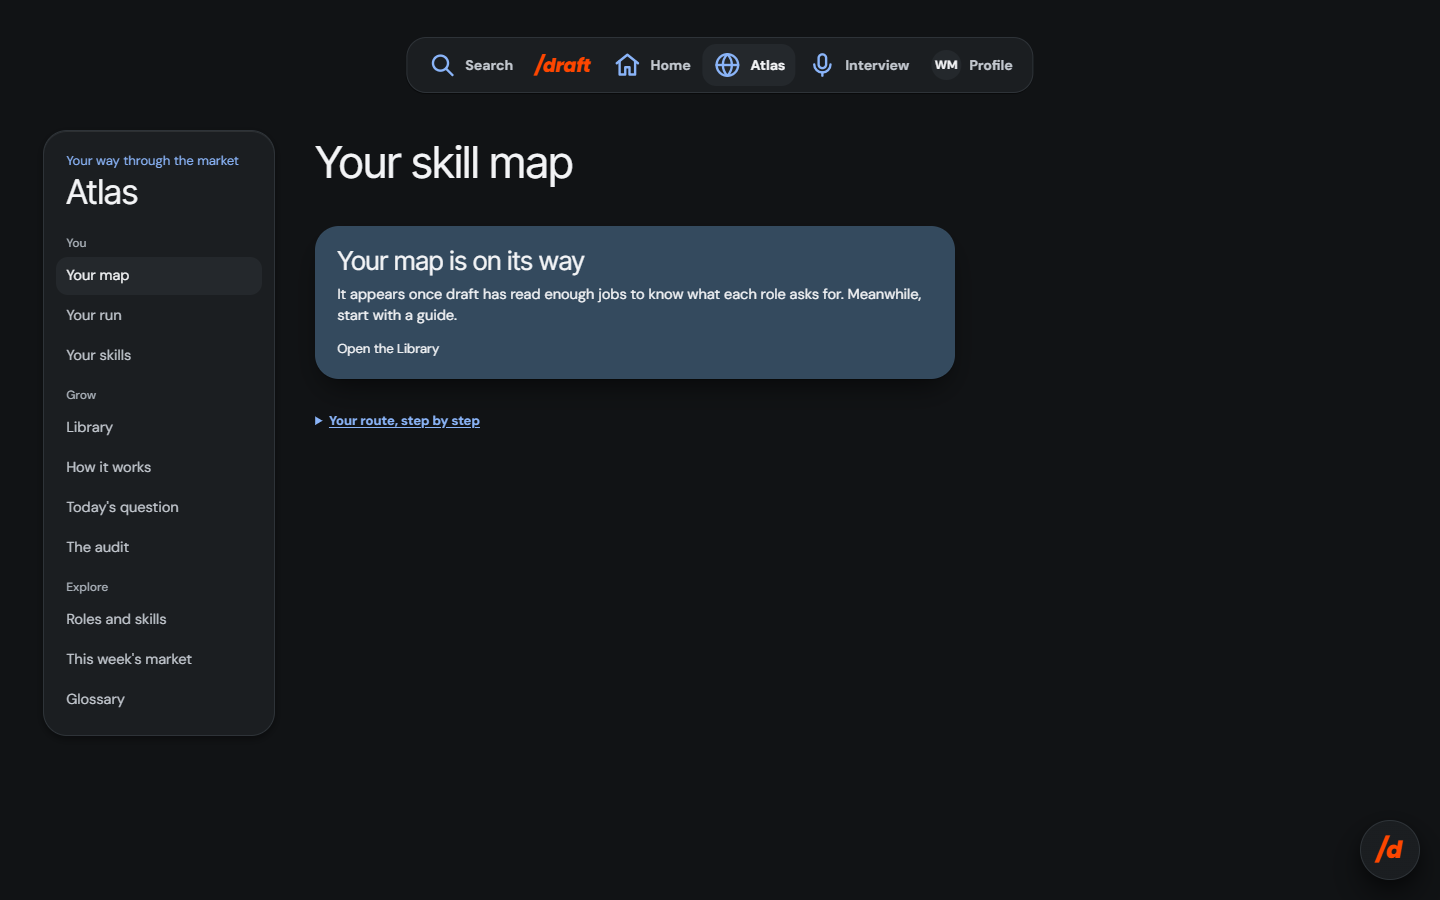 Search
/draft
Home
Atlas
Interview
WM
Profile
Your way through the market
Atlas
You
Your map
Your run
Your skills
Grow
Library
How it works
Today's question
The audit
Explore
Roles and skills
This week's market
Glossary
Your skill map
Your map is on its way
It appears once draft has read enough jobs to know what each role asks for. Meanwhile,
start with a guide.
Open the Library
Your route, step by step
/d